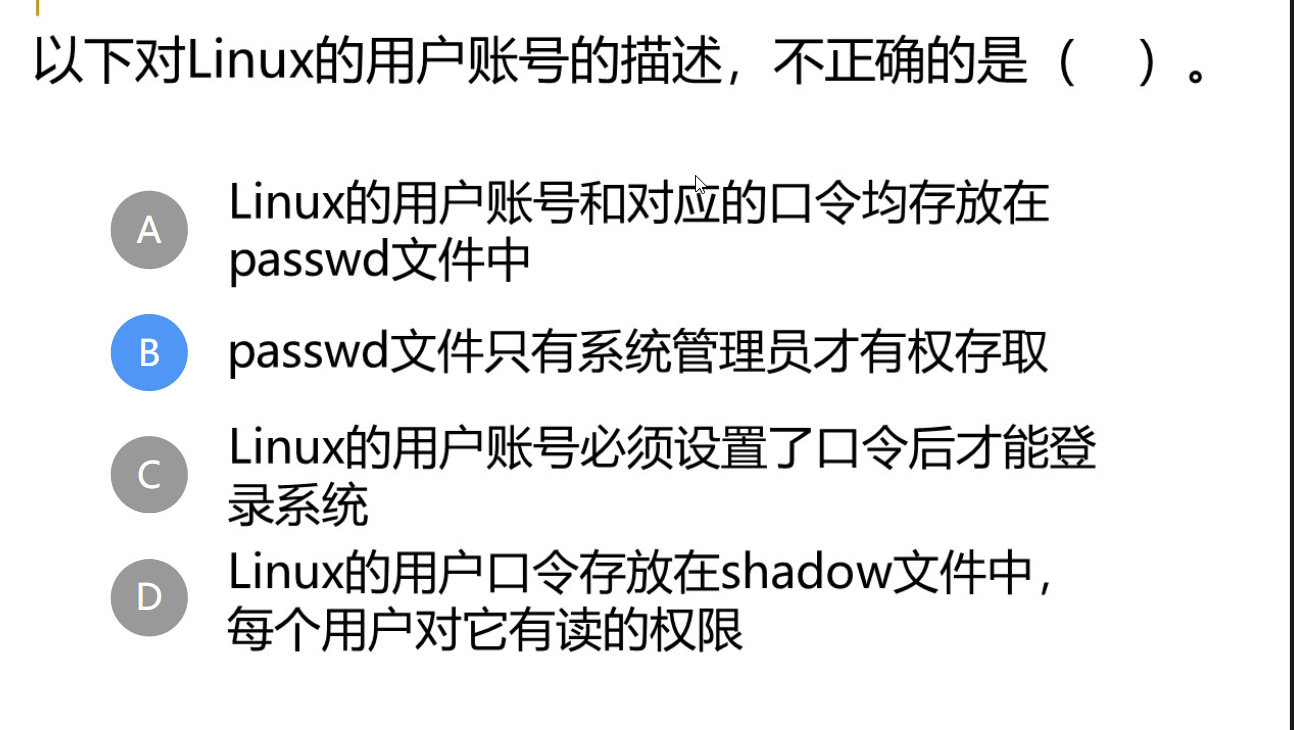 以下对Linux的用户账号的描述，不正确的是（  ）。
A
Linux的用户账号和对应的口令均存放在
passwd文件中
B
passwd文件只有系统管理员才有权存取
C
Linux的用户账号必须设置了口令后才能登
录系统
D
Linux的用户口令存放在shadow文件中，
每个用户对它有读的权限